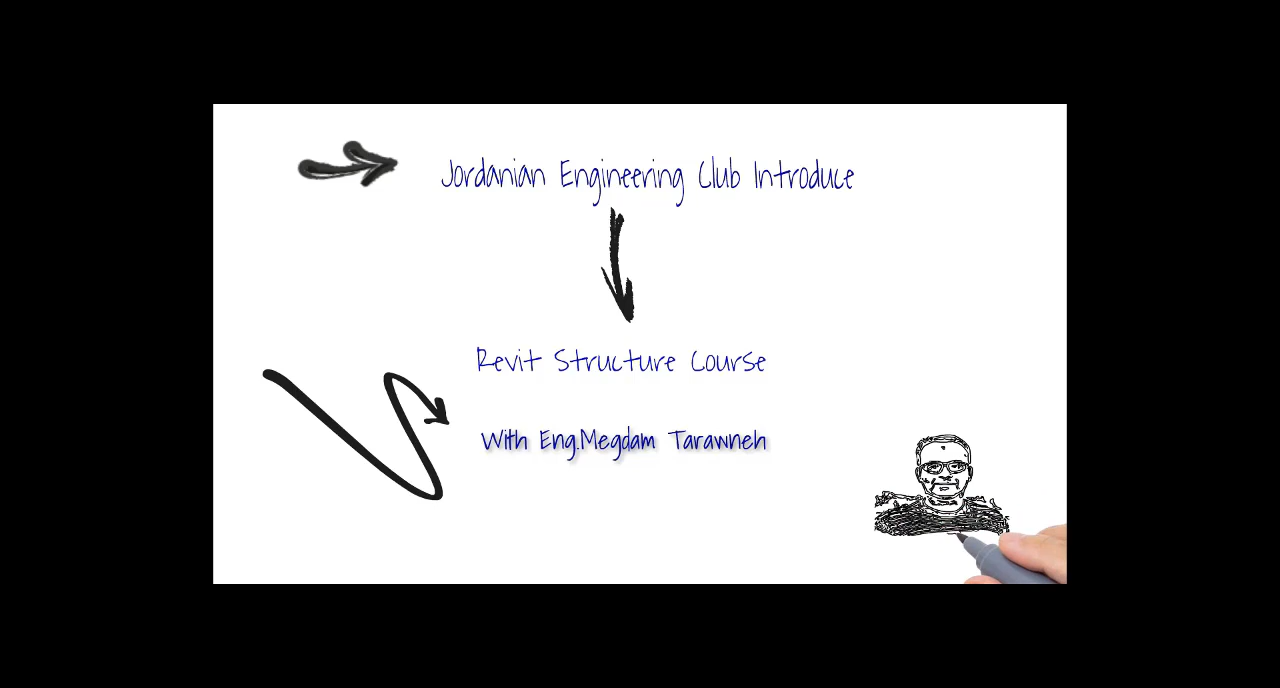 Jordanian Engineering Club Introduce
Revit Structure Course
With Eng.Megdam Tarawneh